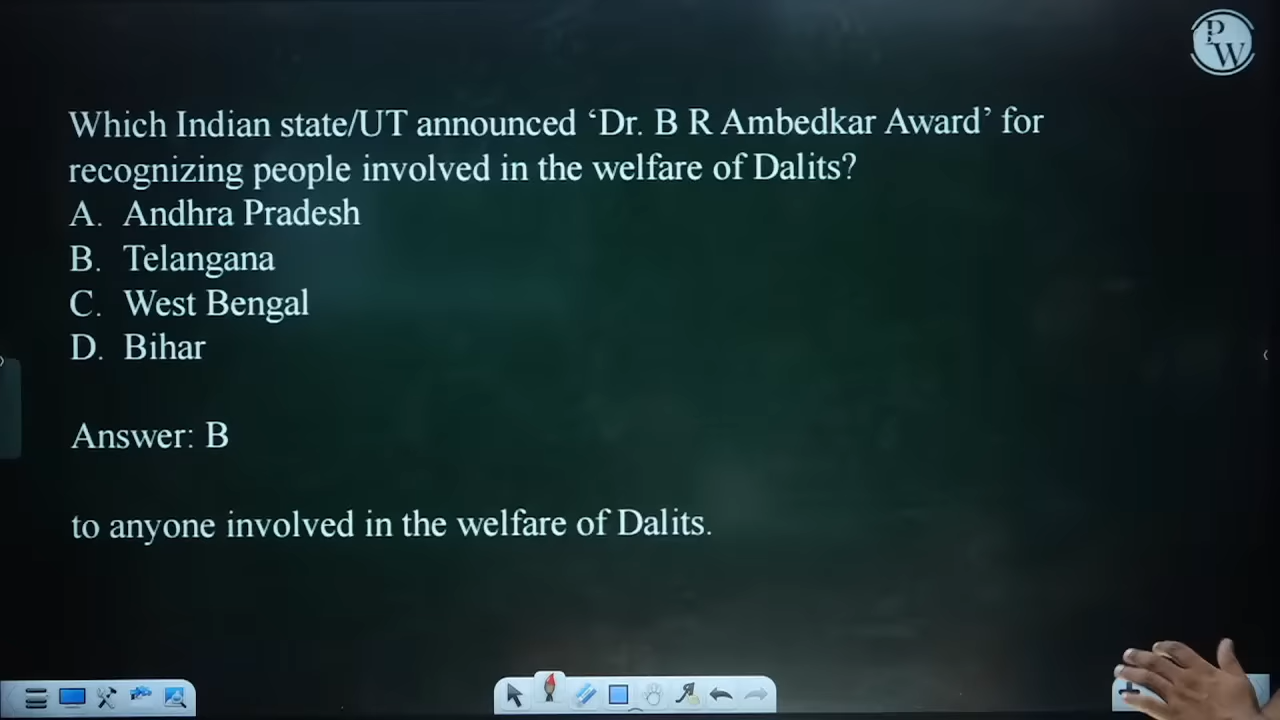 PW
Which Indian state/UT announced ‘Dr. B R Ambedkar Award’ for
recognizing people involved in the welfare of Dalits?
A. Andhra Pradesh
B. Telangana
C. West Bengal
D. Bihar
Answer: B
to anyone involved in the welfare of Dalits.